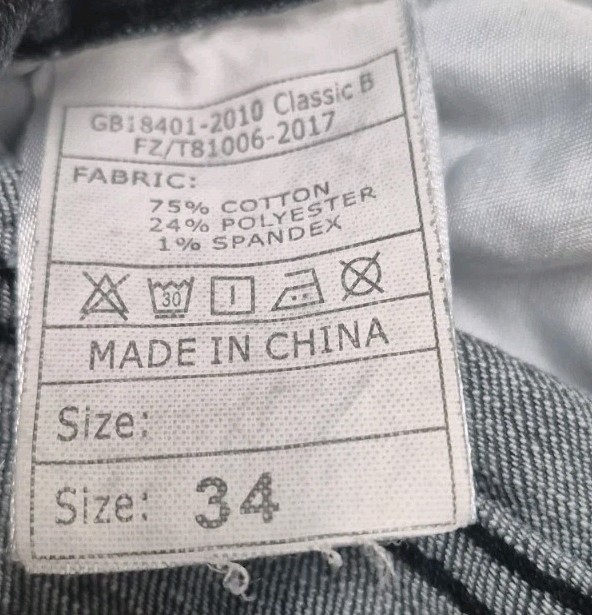 GB18401-2010 Classic B
FZ/T81006-2017
FABRIC:
75% COTTON
24% POLYESTER
1% SPANDEX
30
MADE IN CHINA
Size:
Size: 34